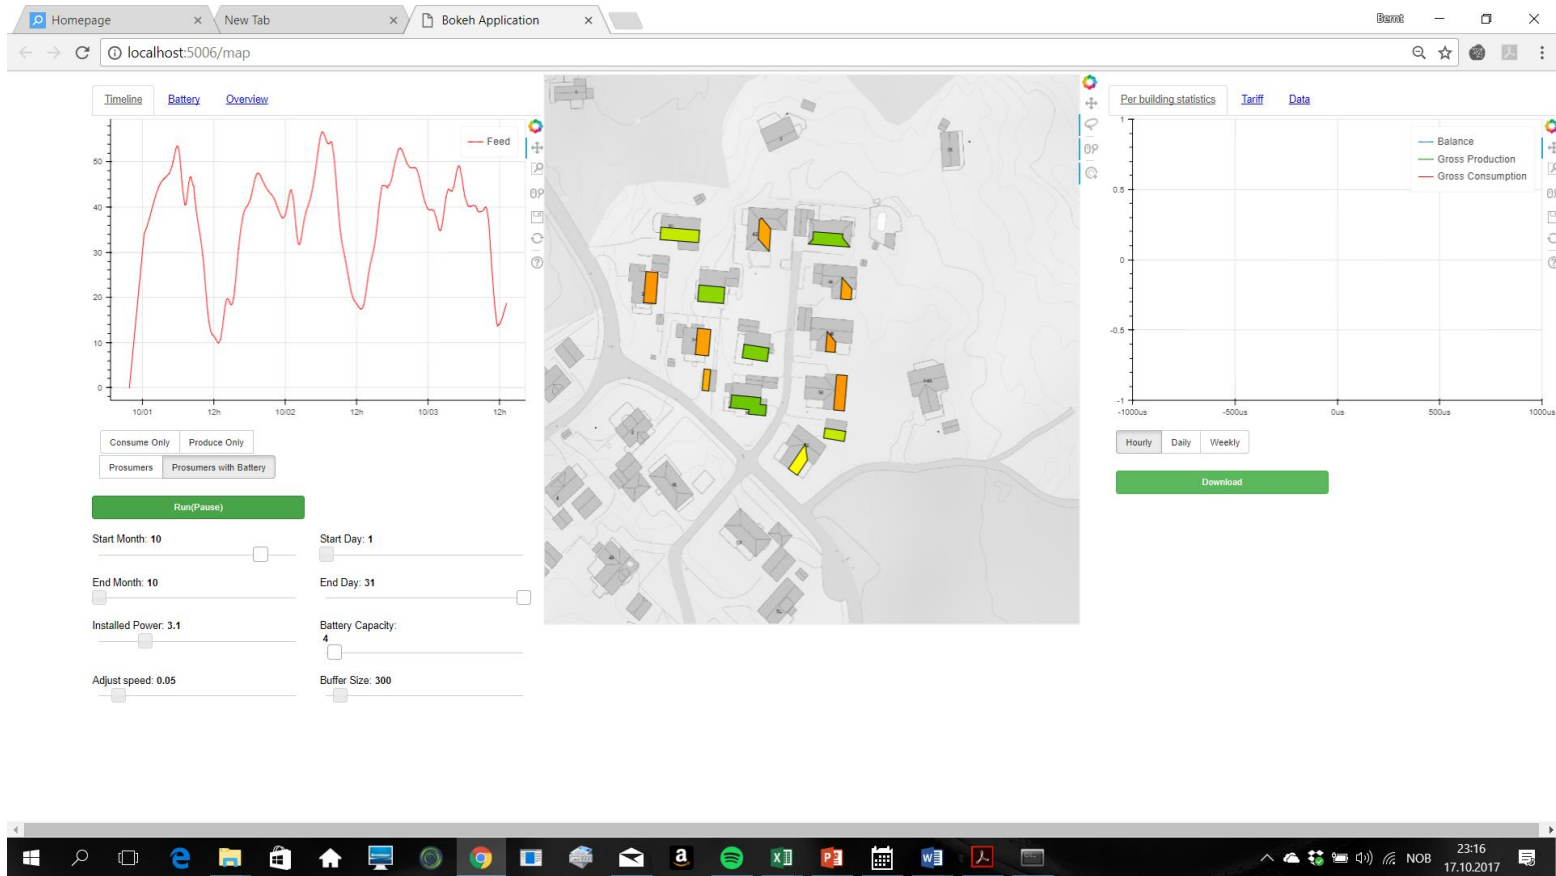 Homepage
New Tab
Bokeh Application
Bernt
localhost:5006/map
Timeline Battery Overview
Feed
50
40
30
20
10
0
10/01 12h 10/02 12h 10/03 12h
Consume Only Produce Only
Prosumers Prosumers with Battery
Run(Pause)
Start Month: 10 Start Day: 1
End Month: 10 End Day: 31
Installed Power: 3.1 Battery Capacity:
4
Adjust speed: 0.05 Buffer Size: 300
Per building statistics Tariff Data
Balance
Gross Production
Gross Consumption
1
0.5
0
-0.5
-1
-1000us -500us 0us 500us 1000us
Hourly Daily Weekly
Download
NOB
23:16
17.10.2017